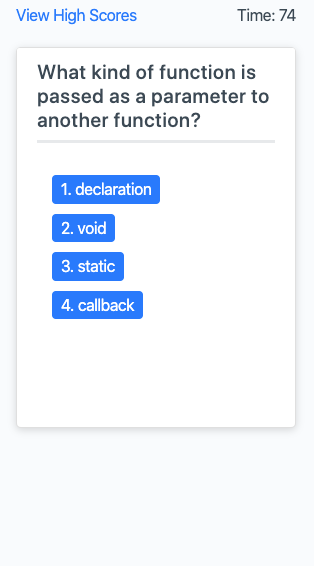 View High Scores Time: 74
What kind of function is
passed as a parameter to
another function?
1. declaration
2. void
3. static
4. callback